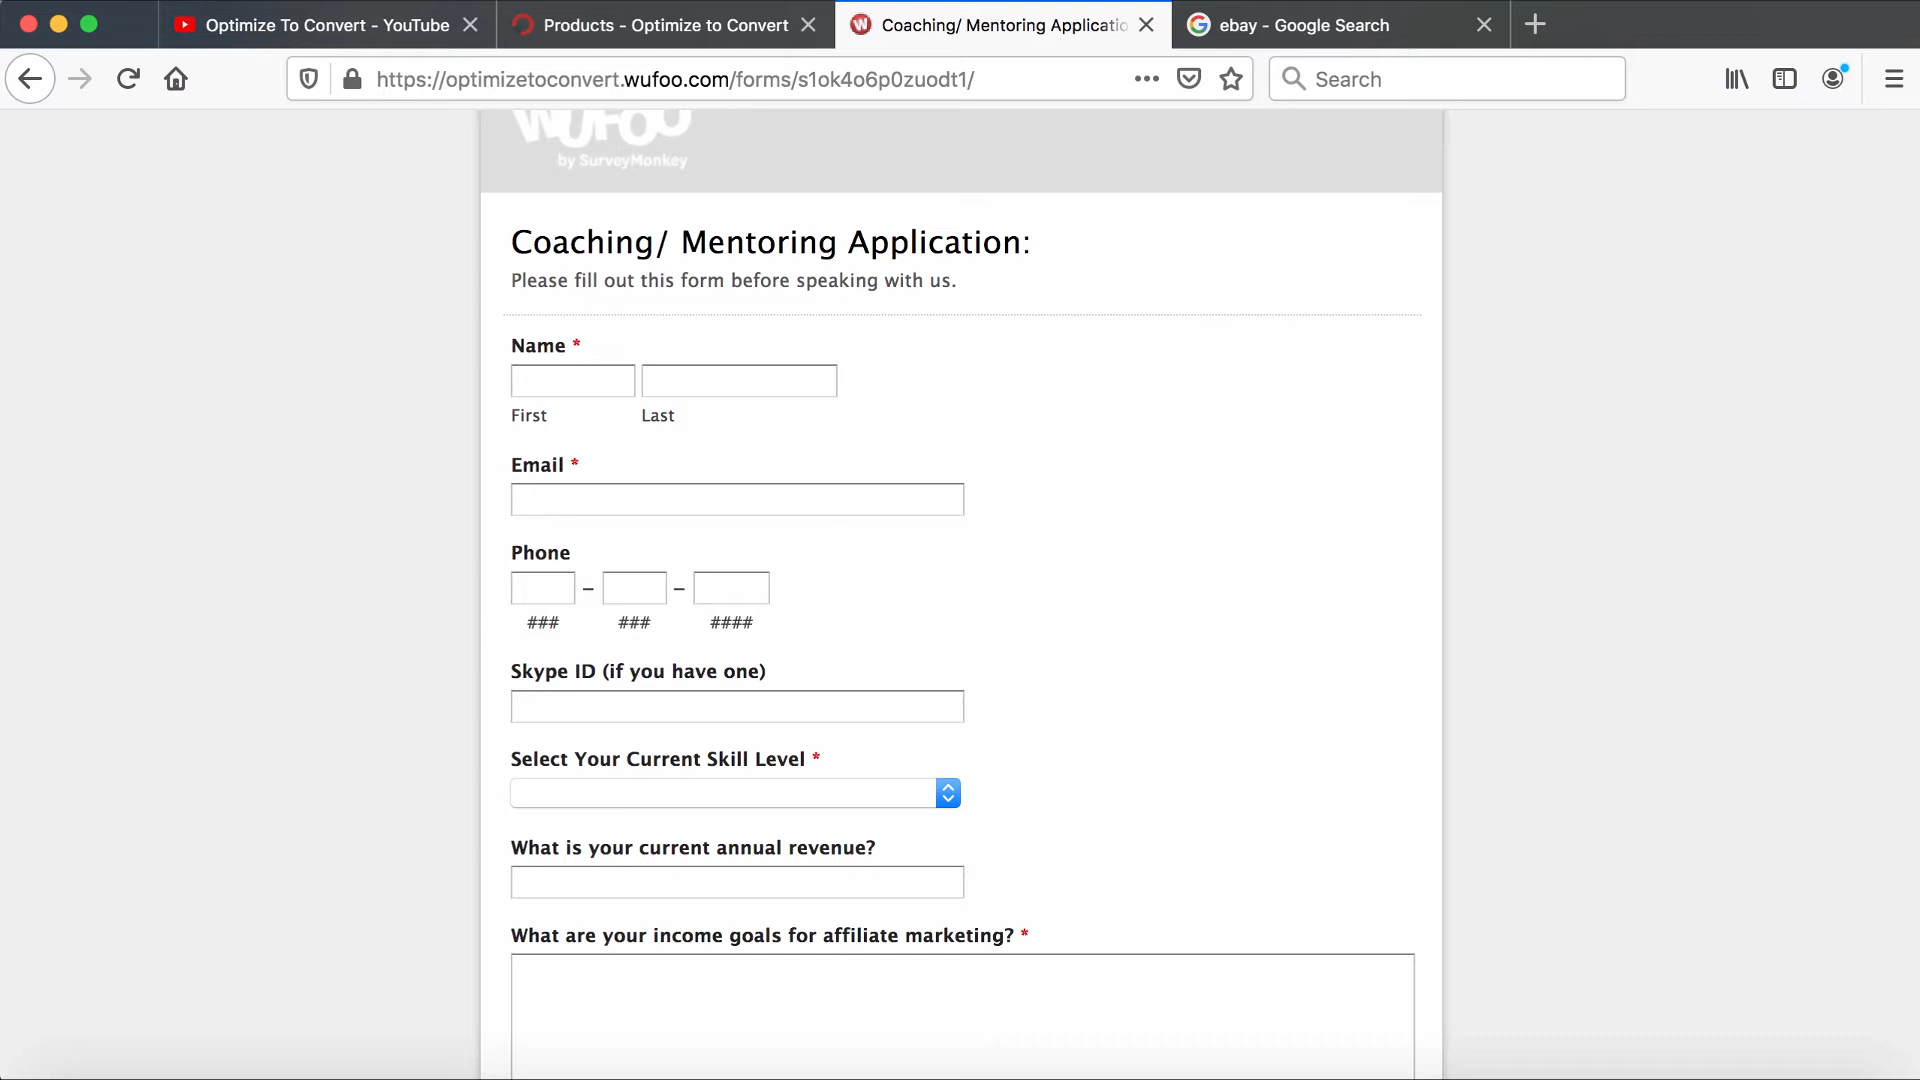 Optimize To Convert - YouTube
Products - Optimize to Convert
Coaching/ Mentoring Applicatio
ebay - Google Search
https://optimizetoconvert.wufoo.com/forms/s1ok4o6p0zuodt1/
Search
WUFOO
by SurveyMonkey
Coaching/ Mentoring Application:
Please fill out this form before speaking with us.
Name *
First Last
Email *
Phone
– –
### ### ####
Skype ID (if you have one)
Select Your Current Skill Level *
What is your current annual revenue?
What are your income goals for affiliate marketing? *